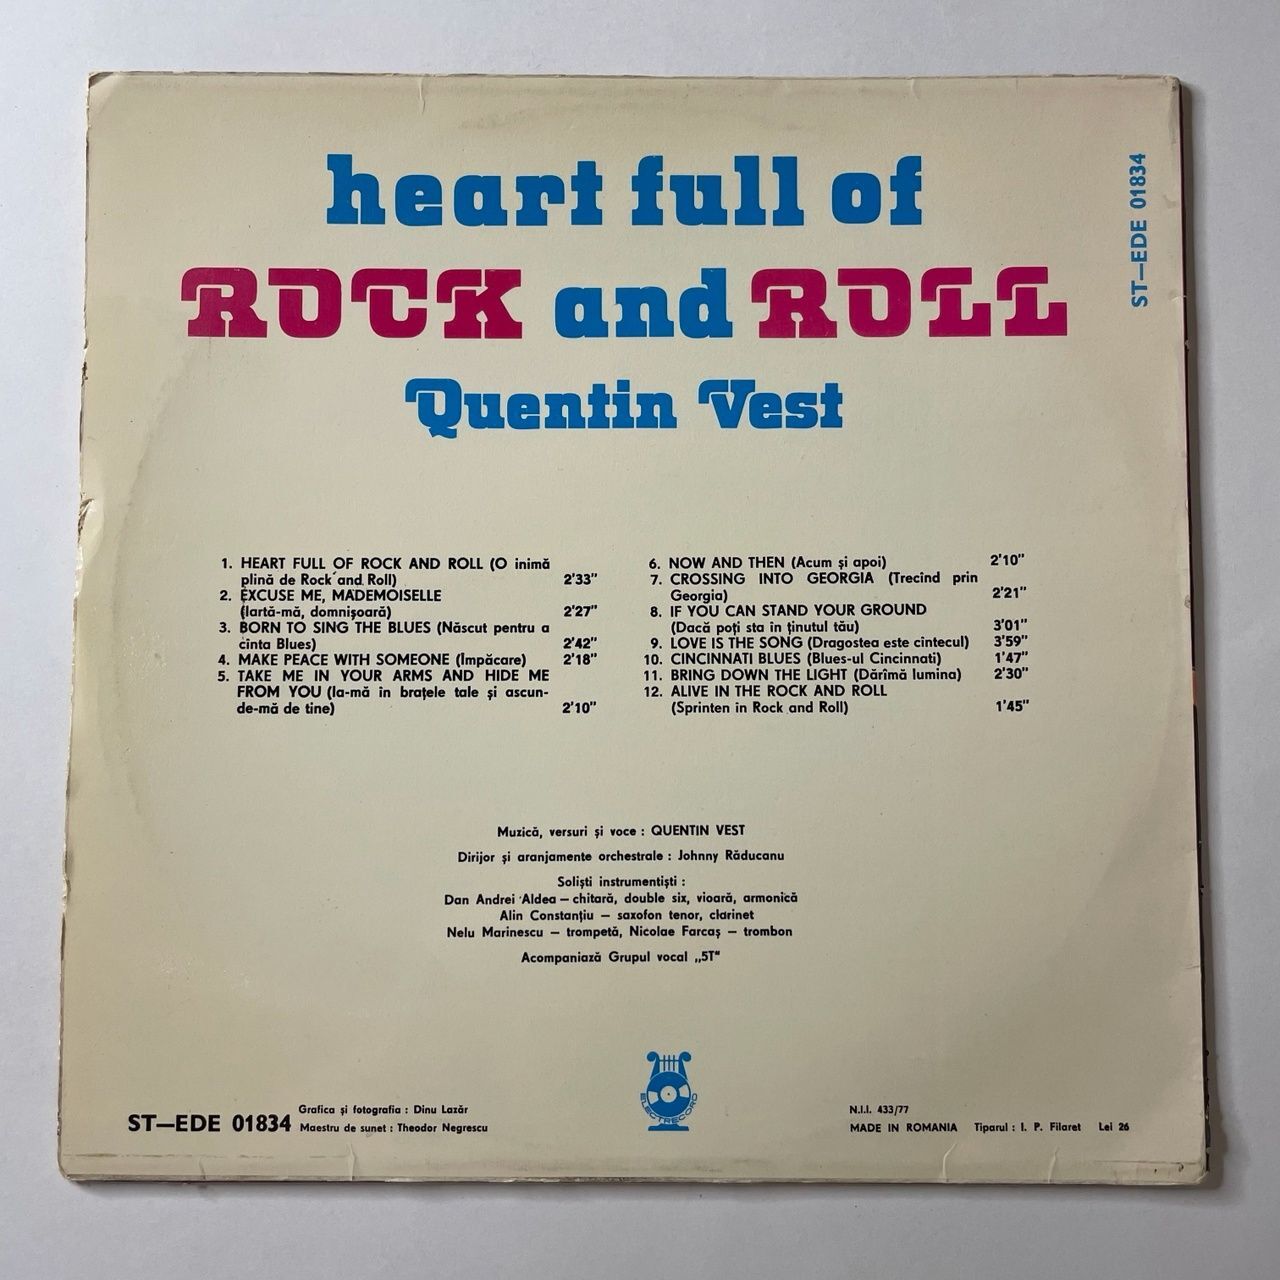 heart full of
ROCK and ROLL
Quentin Vest
ST—EDE 01834
1. HEART FULL OF ROCK AND ROLL (O inimă
plină de Rock and Roll) 2'33"
2. EXCUSE ME, MADEMOISELLE
(Iartă-mă, domnişoară) 2'27"
3. BORN TO SING THE BLUES (Născut pentru a
cînta Blues) 2'42"
4. MAKE PEACE WITH SOMEONE (Împăcare) 2'18"
5. TAKE ME IN YOUR ARMS AND HIDE ME
FROM YOU (Ia-mă în braţele tale şi ascun-
de-mă de tine) 2'10"
6. NOW AND THEN (Acum şi apoi) 2'10"
7. CROSSING INTO GEORGIA (Trecînd prin
Georgia) 2'21"
8. IF YOU CAN STAND YOUR GROUND
(Dacă poţi sta în ţinutul tău) 3'01"
9. LOVE IS THE SONG (Dragostea este cîntecul) 3'59"
10. CINCINNATI BLUES (Blues-ul Cincinnati) 1'47"
11. BRING DOWN THE LIGHT (Dărîmă lumina) 2'30"
12. ALIVE IN THE ROCK AND ROLL
(Sprinten in Rock and Roll) 1'45"
Muzică, versuri şi voce : QUENTIN VEST
Dirijor şi aranjamente orchestrale : Johnny Răducanu
Solişti instrumentişti :
Dan Andrei Aldea — chitară, double six, vioară, armonică
Alin Constanţiu — saxofon tenor, clarinet
Nelu Marinescu — trompetă, Nicolae Farcaş — trombon
Acompaniază Grupul vocal „5T"
ELECTRECORD
ST—EDE 01834
Grafica şi fotografia : Dinu Lazăr
Maestru de sunet : Theodor Negrescu
N.I.I. 433/77
MADE IN ROMANIA Tiparul : I. P. Filaret Lei 26